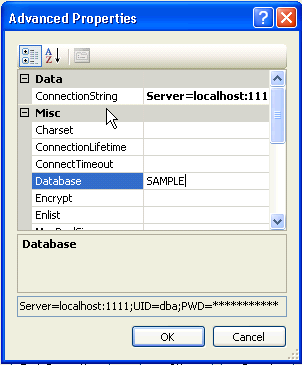 Advanced Properties
Data
ConnectionString Server=localhost:111
Misc
Charset
ConnectionLifetime
ConnectTimeout
Database SAMPLE
Encrypt
Enlist
Database
Server=localhost:1111;UID=dba;PWD=***********
OK Cancel